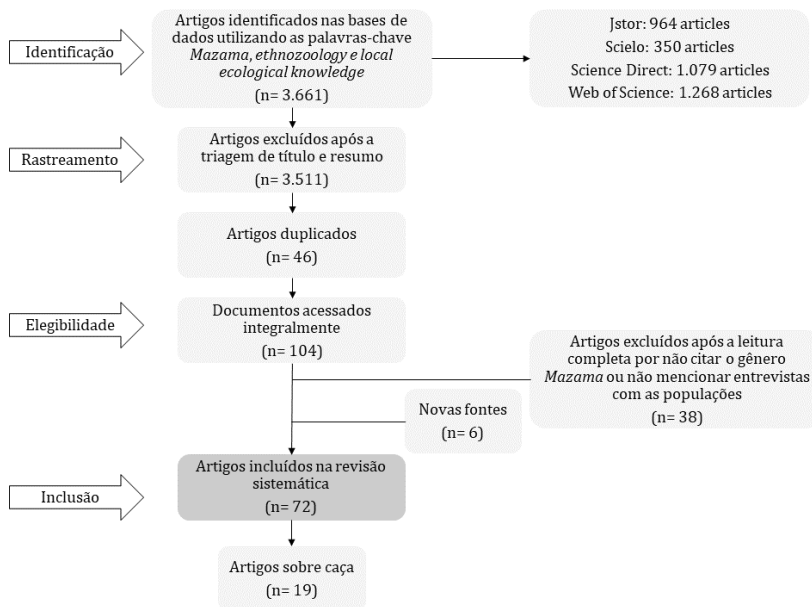 Identificação
Artigos identificados nas bases de
dados utilizando as palavras-chave
Mazama, ethnozoology e local
ecological knowledge
(n= 3.661)
Jstor: 964 articles
Scielo: 350 articles
Science Direct: 1.079 articles
Web of Science: 1.268 articles
Rastreamento
Artigos excluídos após a
triagem de título e resumo
(n= 3.511)
Artigos duplicados
(n= 46)
Elegibilidade
Documentos acessados
integralmente
(n= 104)
Artigos excluídos após a leitura
completa por não citar o gênero
Mazama ou não mencionar entrevistas
com as populações
(n= 38)
Novas fontes
(n= 6)
Inclusão
Artigos incluídos na revisão
sistemática
(n= 72)
Artigos sobre caça
(n= 19)